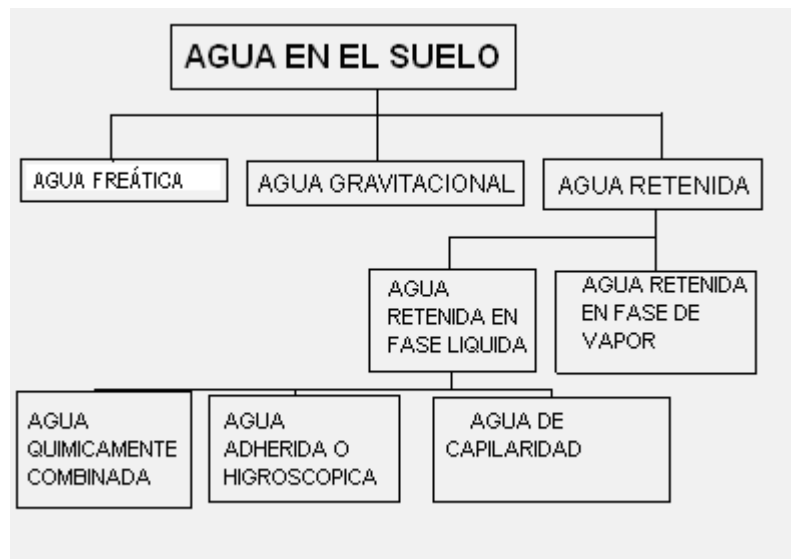 AGUA EN EL SUELO
AGUA FREÁTICA
AGUA GRAVITACIONAL
AGUA RETENIDA
AGUA
RETENIDA EN
FASE LIQUIDA
AGUA RETENIDA
EN FASE DE
VAPOR
AGUA
QUIMICAMENTE
COMBINADA
AGUA
ADHERIDA O
HIGROSCOPICA
AGUA DE
CAPILARIDAD